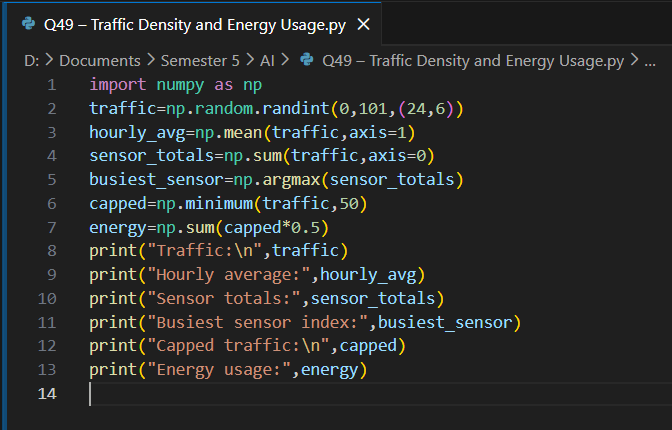 Q49 – Traffic Density and Energy Usage.py ×
D: > Documents > Semester 5 > AI > Q49 – Traffic Density and Energy Usage.py > ...
1 import numpy as np
2 traffic=np.random.randint(0,101,(24,6))
3 hourly_avg=np.mean(traffic,axis=1)
4 sensor_totals=np.sum(traffic,axis=0)
5 busiest_sensor=np.argmax(sensor_totals)
6 capped=np.minimum(traffic,50)
7 energy=np.sum(capped*0.5)
8 print("Traffic:\n",traffic)
9 print("Hourly average:",hourly_avg)
10 print("Sensor totals:",sensor_totals)
11 print("Busiest sensor index:",busiest_sensor)
12 print("Capped traffic:\n",capped)
13 print("Energy usage:",energy)
14